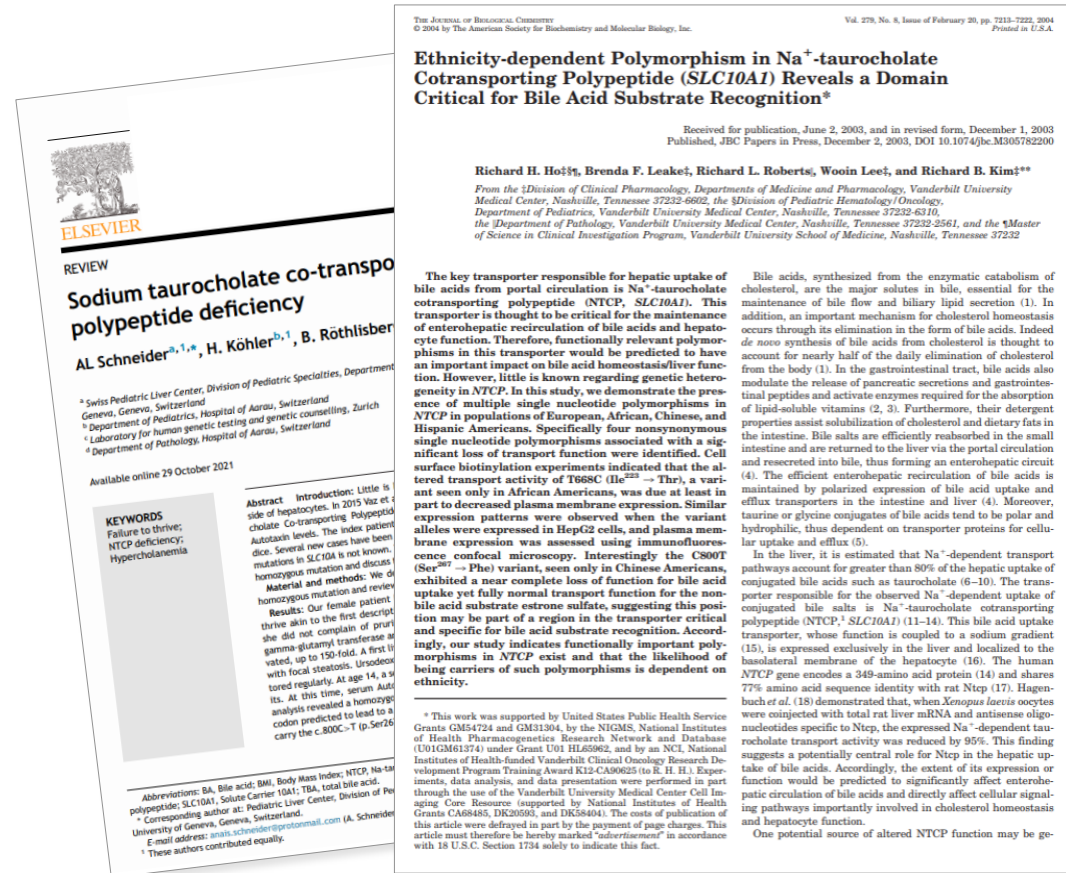 THE JOURNAL OF BIOLOGICAL CHEMISTRY
© 2004 by The American Society for Biochemistry and Molecular Biology, Inc.
Vol. 279, No. 8, Issue of February 20, pp. 7213–7222, 2004
Printed in U.S.A.
Ethnicity-dependent Polymorphism in Na+-taurocholate
Cotransporting Polypeptide (SLC10A1) Reveals a Domain
Critical for Bile Acid Substrate Recognition*
Received for publication, June 2, 2003, and in revised form, December 1, 2003
Published, JBC Papers in Press, December 2, 2003, DOI 10.1074/jbc.M305782200
Richard H. Ho‡§¶, Brenda F. Leake‡, Richard L. Roberts∥, Wooin Lee‡, and Richard B. Kim‡**
From the ‡Division of Clinical Pharmacology, Departments of Medicine and Pharmacology, Vanderbilt University
Medical Center, Nashville, Tennessee 37232-6602, the §Division of Pediatric Hematology/Oncology,
Department of Pediatrics, Vanderbilt University Medical Center, Nashville, Tennessee 37232-6310,
the ∥Department of Pathology, Vanderbilt University Medical Center, Nashville, Tennessee 37232-2561, and the ¶Master
of Science in Clinical Investigation Program, Vanderbilt University School of Medicine, Nashville, Tennessee 37232
The key transporter responsible for hepatic uptake of
bile acids from portal circulation is Na+-taurocholate
cotransporting polypeptide (NTCP, SLC10A1). This
transporter is thought to be critical for the maintenance
of enterohepatic recirculation of bile acids and hepato-
cyte function. Therefore, functionally relevant polymor-
phisms in this transporter would be predicted to have
an important impact on bile acid homeostasis/liver func-
tion. However, little is known regarding genetic hetero-
geneity in NTCP. In this study, we demonstrate the pres-
ence of multiple single nucleotide polymorphisms in
NTCP in populations of European, African, Chinese, and
Hispanic Americans. Specifically four nonsynonymous
single nucleotide polymorphisms associated with a sig-
nificant loss of transport function were identified. Cell
surface biotinylation experiments indicated that the al-
tered transport activity of T668C (Ile223 → Thr), a vari-
ant seen only in African Americans, was due at least in
part to decreased plasma membrane expression. Similar
expression patterns were observed when the variant
alleles were expressed in HepG2 cells, and plasma mem-
brane expression was assessed using immunofluores-
cence confocal microscopy. Interestingly the C800T
(Ser267 → Phe) variant, seen only in Chinese Americans,
exhibited a near complete loss of function for bile acid
uptake yet fully normal transport function for the non-
bile acid substrate estrone sulfate, suggesting this posi-
tion may be part of a region in the transporter critical
and specific for bile acid substrate recognition. Accord-
ingly, our study indicates functionally important poly-
morphisms in NTCP exist and that the likelihood of
being carriers of such polymorphisms is dependent on
ethnicity.
* This work was supported by United States Public Health Service
Grants GM54724 and GM31304, by the NIGMS, National Institutes
of Health Pharmacogenetics Research Network and Database
(U01GM61374) under Grant U01 HL65962, and by an NCI, National
Institutes of Health-funded Vanderbilt Clinical Oncology Research De-
velopment Program Training Award K12-CA90625 (to R. H. H.). Exper-
iments, data analysis, and data presentation were performed in part
through the use of the Vanderbilt University Medical Center Cell Im-
aging Core Resource (supported by National Institutes of Health
Grants CA68485, DK20593, and DK58404). The costs of publication of
this article were defrayed in part by the payment of page charges. This
article must therefore be hereby marked "advertisement" in accordance
with 18 U.S.C. Section 1734 solely to indicate this fact.
Bile acids, synthesized from the enzymatic catabolism of
cholesterol, are the major solutes in bile, essential for the
maintenance of bile flow and biliary lipid secretion (1). In
addition, an important mechanism for cholesterol homeostasis
occurs through its elimination in the form of bile acids. Indeed
de novo synthesis of bile acids from cholesterol is thought to
account for nearly half of the daily elimination of cholesterol
from the body (1). In the gastrointestinal tract, bile acids also
modulate the release of pancreatic secretions and gastrointes-
tinal peptides and activate enzymes required for the absorption
of lipid-soluble vitamins (2, 3). Furthermore, their detergent
properties assist solubilization of cholesterol and dietary fats in
the intestine. Bile salts are efficiently reabsorbed in the small
intestine and are returned to the liver via the portal circulation
and resecreted into bile, thus forming an enterohepatic circuit
(4). The efficient enterohepatic recirculation of bile acids is
maintained by polarized expression of bile acid uptake and
efflux transporters in the intestine and liver (4). Moreover,
taurine or glycine conjugates of bile acids tend to be polar and
hydrophilic, thus dependent on transporter proteins for cellu-
lar uptake and efflux (5).
In the liver, it is estimated that Na+-dependent transport
pathways account for greater than 80% of the hepatic uptake of
conjugated bile acids such as taurocholate (6–10). The trans-
porter responsible for the observed Na+-dependent uptake of
conjugated bile salts is Na+-taurocholate cotransporting
polypeptide (NTCP,1 SLC10A1) (11–14). This bile acid uptake
transporter, whose function is coupled to a sodium gradient
(15), is expressed exclusively in the liver and localized to the
basolateral membrane of the hepatocyte (16). The human
NTCP gene encodes a 349-amino acid protein (14) and shares
77% amino acid sequence identity with rat Ntcp (17). Hagen-
buch et al. (18) demonstrated that, when Xenopus laevis oocytes
were coinjected with total rat liver mRNA and antisense oligo-
nucleotides specific to Ntcp, the expressed Na+-dependent tau-
rocholate transport activity was reduced by 95%. This finding
suggests a potentially central role for Ntcp in the hepatic up-
take of bile acids. Accordingly, the extent of its expression or
function would be predicted to significantly affect enterohe-
patic circulation of bile acids and directly affect cellular signal-
ing pathways importantly involved in cholesterol homeostasis
and hepatocyte function.
One potential source of altered NTCP function may be ge-
ELSEVIER
REVIEW
Sodium taurocholate co-transpo
polypeptide deficiency
AL Schneidera,1,*, H. Köhlerb,1, B. Röthlisberg
a Swiss Pediatric Liver Center, Division of Pediatric Specialties, Department
Geneva, Geneva, Switzerland
b Department of Pediatrics, Hospital of Aarau, Switzerland
c Laboratory for human genetic testing and genetic counselling, Zurich
d Department of Pathology, Hospital of Aarau, Switzerland
Available online 29 October 2021
KEYWORDS
Failure to thrive;
NTCP deficiency;
Hypercholanemia
Abstract Introduction: Little is
side of hepatocytes. In 2015 Vaz et a
cholate Co-transporting Polypeptide
Autotaxin levels. The index patient
dice. Several new cases have been
mutations in SLC10A is not known.
homozygous mutation and discuss
Material and methods: We de
homozygous mutation and review
Results: Our female patient
thrive akin to the first descript
she did not complain of pruri
gamma-glutamyl transferase an
vated, up to 150-fold. A first li
with focal steatosis. Ursodeox
tored regularly. At age 14, a s
its. At this time, serum Auto
analysis revealed a homozygo
codon predicted to lead to a
carry the c.800C>T (p.Ser26
Abbreviations: BA, Bile acid; BMI, Body Mass Index; NTCP, Na-tau
polypeptide; SLC10A1, Solute Carrier 10A1; TBA, total bile acid.
* Corresponding author at: Pediatric Liver Center, Division of Pe
University of Geneva, Geneva, Switzerland.
E-mail address: anais.schneider@protonmail.com (A. Schneider
1 These authors contributed equally.